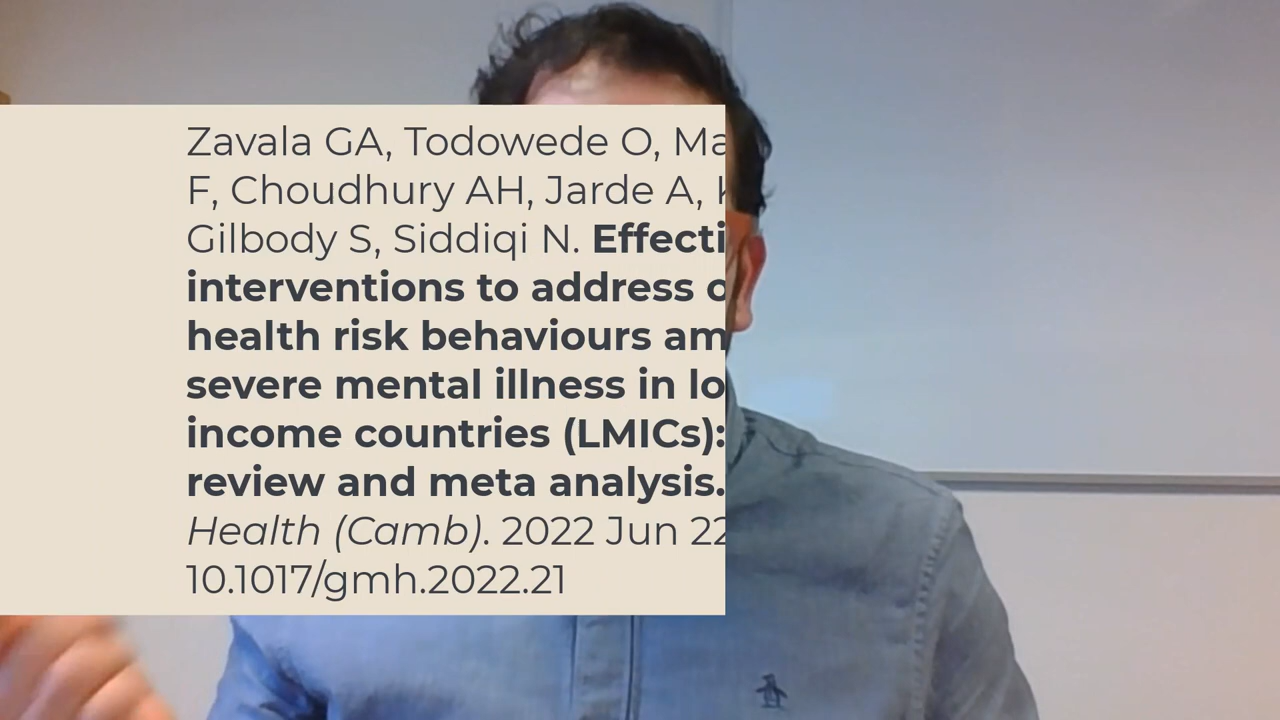 Zavala GA, Todowede O, Ma
F, Choudhury AH, Jarde A,
Gilbody S, Siddiqi N. Effecti
interventions to address o
health risk behaviours am
severe mental illness in lo
income countries (LMICs):
review and meta analysis.
Health (Camb). 2022 Jun 22
10.1017/gmh.2022.21